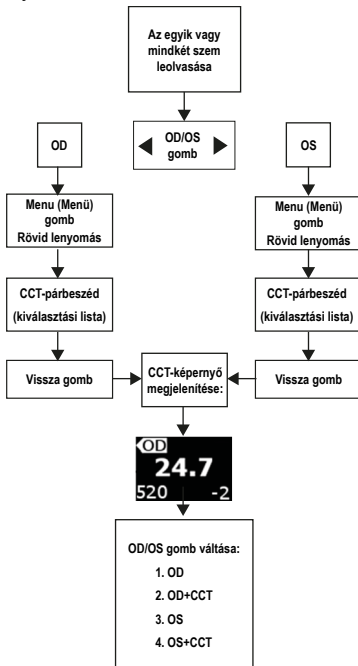 Az egyik vagy
mindkét szem
leolvasása
OD/OS
gomb
OD
Menu (Menü)
gomb
Rövid lenyomás
CCT-párbeszéd
(kiválasztási lista)
Vissza gomb
OS
Menu (Menü)
gomb
Rövid lenyomás
CCT-párbeszéd
(kiválasztási lista)
Vissza gomb
CCT-képernyő
megjelenítése:
OD
24.7
520 -2
OD/OS gomb váltása:
1. OD
2. OD+CCT
3. OS
4. OS+CCT